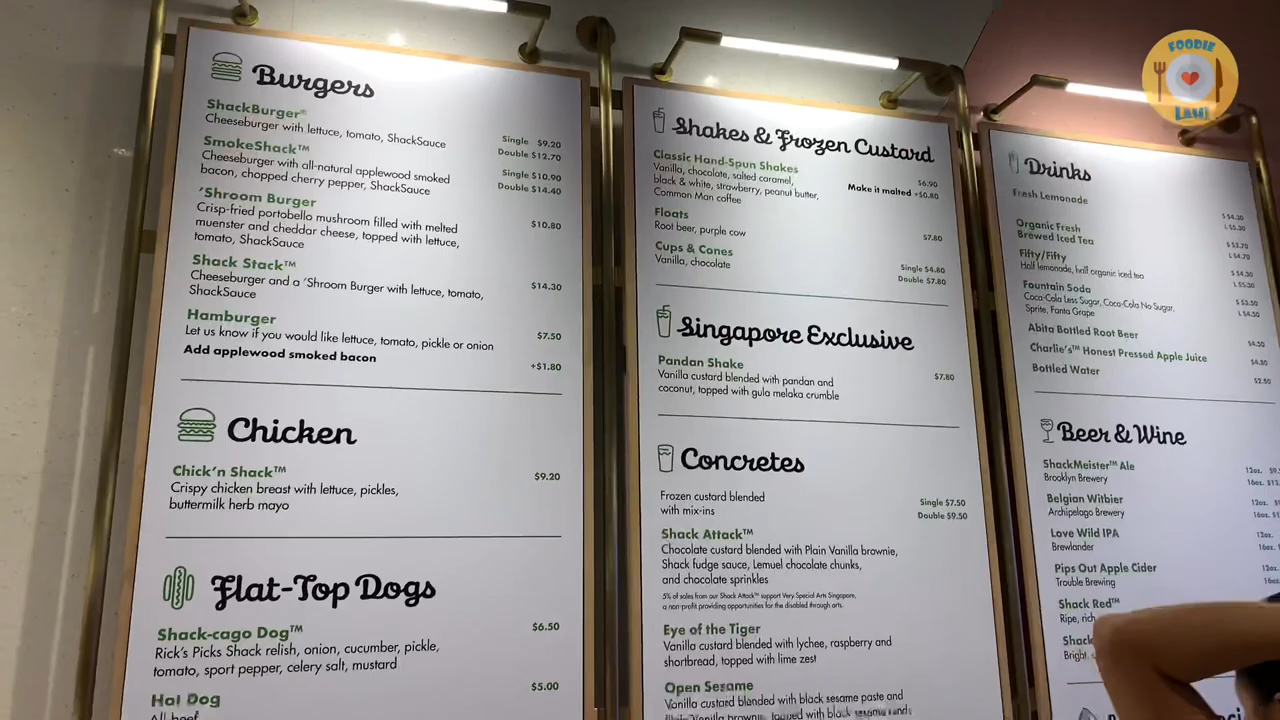 Burgers
ShackBurger®
Cheeseburger with lettuce, tomato, ShackSauce
Single $9.20
Double $12.70
SmokeShack™
Cheeseburger with all-natural applewood smoked
bacon, chopped cherry pepper, ShackSauce
Single $10.90
Double $14.40
'Shroom Burger
Crisp-fried portobello mushroom filled with melted
muenster and cheddar cheese, topped with lettuce,
tomato, ShackSauce
$10.80
Shack Stack™
Cheeseburger and a 'Shroom Burger with lettuce, tomato,
ShackSauce
$14.30
Hamburger
Let us know if you would like lettuce, tomato, pickle or onion
$7.50
Add applewood smoked bacon
+$1.80
Chicken
Chick'n Shack™
Crispy chicken breast with lettuce, pickles,
buttermilk herb mayo
$9.20
Flat-Top Dogs
Shack-cago Dog™
Rick's Picks Shack relish, onion, cucumber, pickle,
tomato, sport pepper, celery salt, mustard
$6.50
Hot Dog
All beef
$5.00
Shakes & Frozen Custard
Classic Hand-Spun Shakes
Vanilla, chocolate, salted caramel,
black & white, strawberry, peanut butter,
Common Man coffee
$6.90
Make it malted +$0.80
Floats
Root beer, purple cow
$7.80
Cups & Cones
Vanilla, chocolate
Single $4.80
Double $7.80
Singapore Exclusive
Pandan Shake
Vanilla custard blended with pandan and
coconut, topped with gula melaka crumble
$7.80
Concretes
Frozen custard blended
with mix-ins
Single $7.50
Double $9.50
Shack Attack™
Chocolate custard blended with Plain Vanilla brownie,
Shack fudge sauce, Lemuel chocolate chunks,
and chocolate sprinkles
5% of sales from our Shack Attack™ support Very Special Arts Singapore,
a non-profit providing opportunities for the disabled through arts.
Eye of the Tiger
Vanilla custard blended with lychee, raspberry and
shortbread, topped with lime zest
Open Sesame
Vanilla custard blended with black sesame paste and
Plain Vanilla brownie, topped with black sesame
Drinks
Fresh Lemonade
S $4.30
L $5.30
Organic Fresh
Brewed Iced Tea
S $3.70
L $4.70
Fifty/Fifty
Half lemonade, half organic iced tea
S $4.30
L $5.30
Fountain Soda
Coca-Cola Less Sugar, Coca-Cola No Sugar,
Sprite, Fanta Grape
S $3.50
L $4.50
Abita Bottled Root Beer
$4.50
Charlie's™ Honest Pressed Apple Juice
$4.50
Bottled Water
$2.50
Beer & Wine
ShackMeister™ Ale
Brooklyn Brewery
12oz.
16oz.
Belgian Witbier
Archipelago Brewery
12oz.
16oz.
Love Wild IPA
Brewlander
12oz.
16oz.
Pips Out Apple Cider
Trouble Brewing
12oz.
16oz.
Shack Red™
Ripe, rich
Shack
Bright,
FOODIE
LAH!